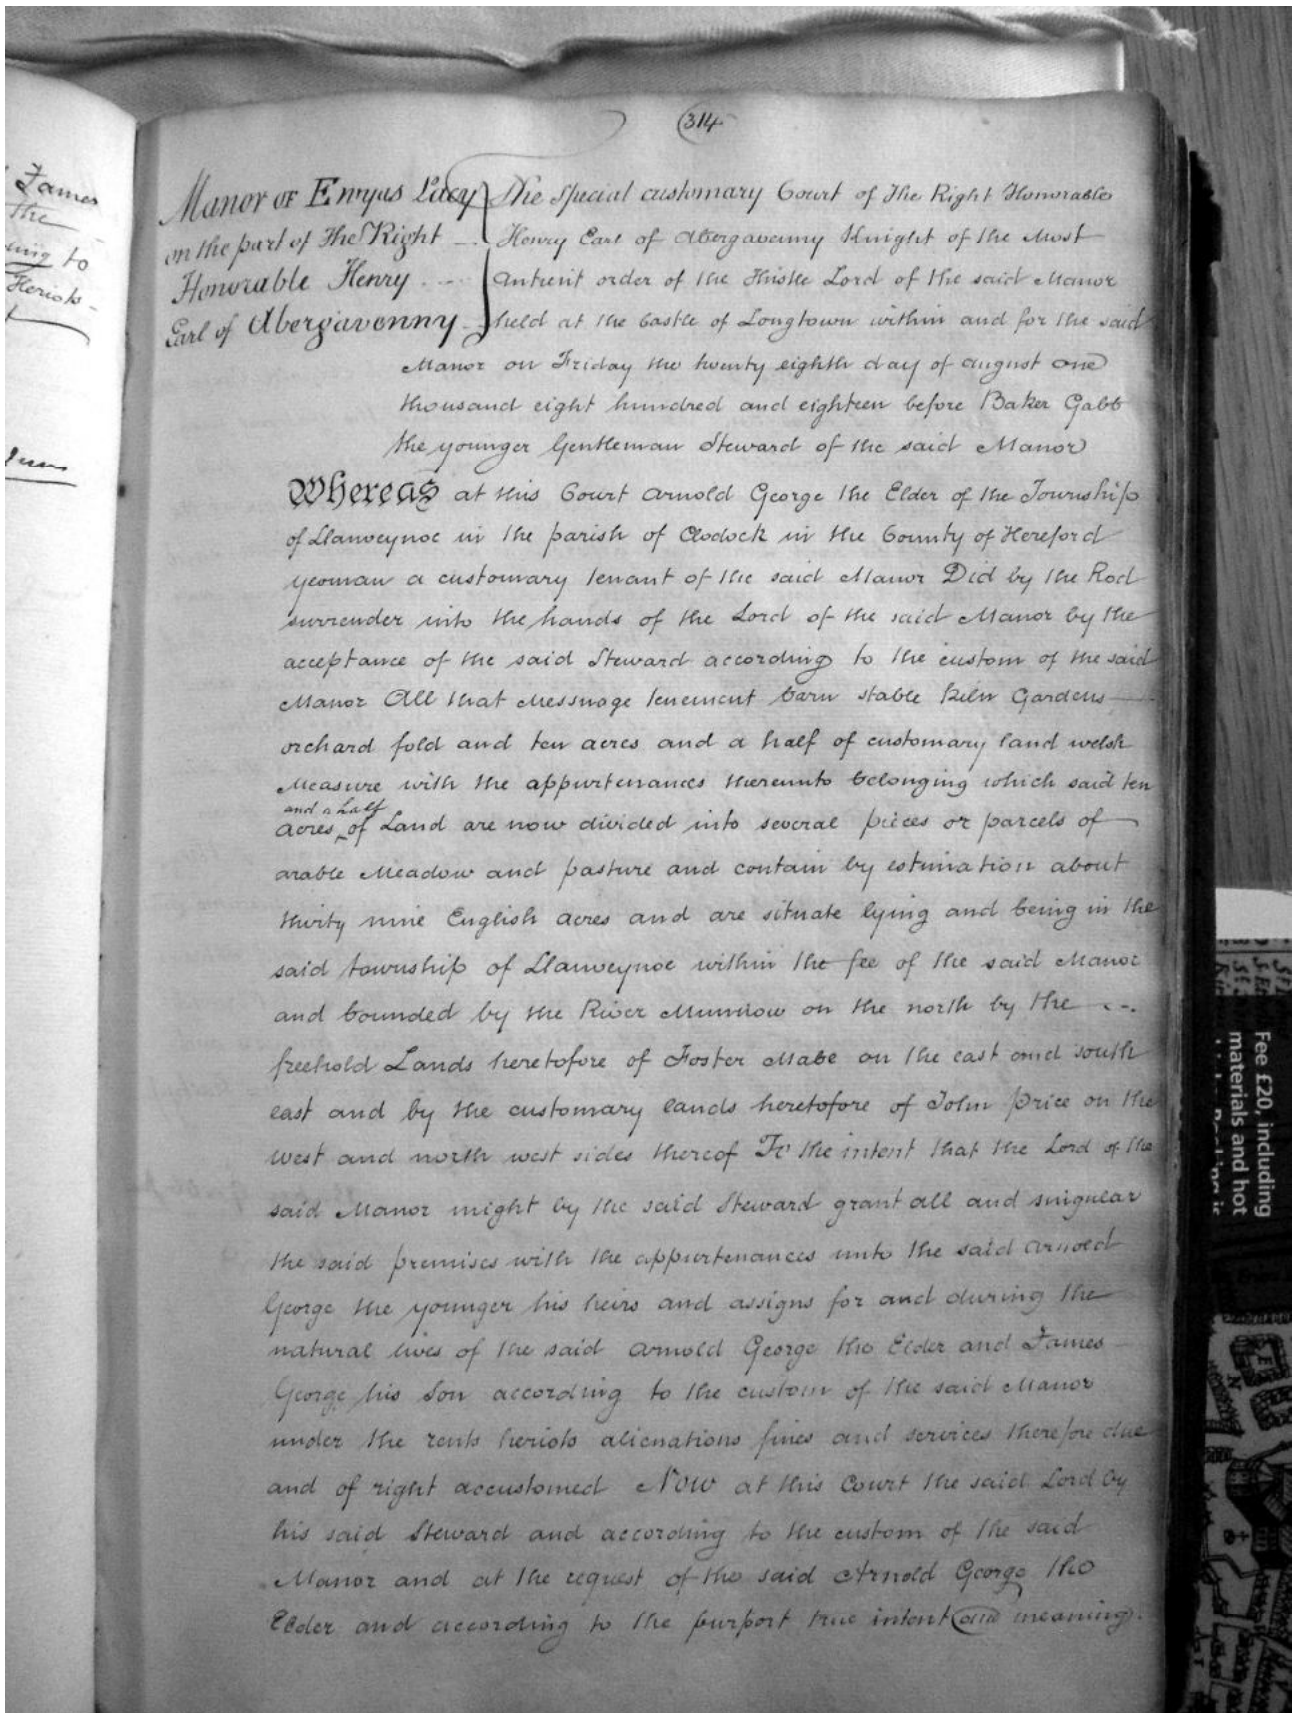 314
James
the
to
Heriots
Manor OF Ewyas Lacy
on the part of The Right
Honorable Henry
Earl of Abergavenny
The Special customary Court of The Right Honorable
Henry Earl of Abergavenny Knight of the Most
Antient order of the Thistle Lord of the said Manor
held at the Castle of Longtown within and for the said
Manor on Friday the twenty eighth day of august one
thousand eight hundred and eighteen before Baker Gabb
the younger Gentleman Steward of the said Manor
Whereas at this Court Arnold George the Elder of the Township
of Llanveynoe in the parish of Clodock in the County of Hereford
yeoman a customary tenant of the said Manor Did by the Rod
surrender into the hands of the Lord of the said Manor by the
acceptance of the said Steward according to the custom of the said
Manor All that Messuage tenement barn stable Kiln Gardens
orchard fold and ten acres and a half of customary land welsh
Measure with the appurtenances thereunto belonging which said ten
and a half
acres of Land are now divided into several pieces or parcels of
arable Meadow and pasture and contain by estimation about
thirty nine English acres and are situate lying and being in the
said township of Llanveynoe within the fee of the said Manor
and bounded by the River Munnow on the north by the
freehold Lands heretofore of Foster Mabe on the east and south
east and by the customary lands heretofore of John Price on the
west and north west sides thereof To the intent that the Lord of the
said Manor might by the said Steward grant all and singular
the said premises with the appurtenances unto the said Arnold
George the younger his heirs and assigns for and during the
natural lives of the said Arnold George the Elder and James
George his Son according to the custom of the said Manor
under the rents heriots alienations fines and services therefore due
and of right accustomed Now at this Court the said Lord by
his said Steward and according to the custom of the said
Manor and at the request of the said Arnold George the
Elder and according to the purport true intent and meaning
Fee £20, including
materials and hot